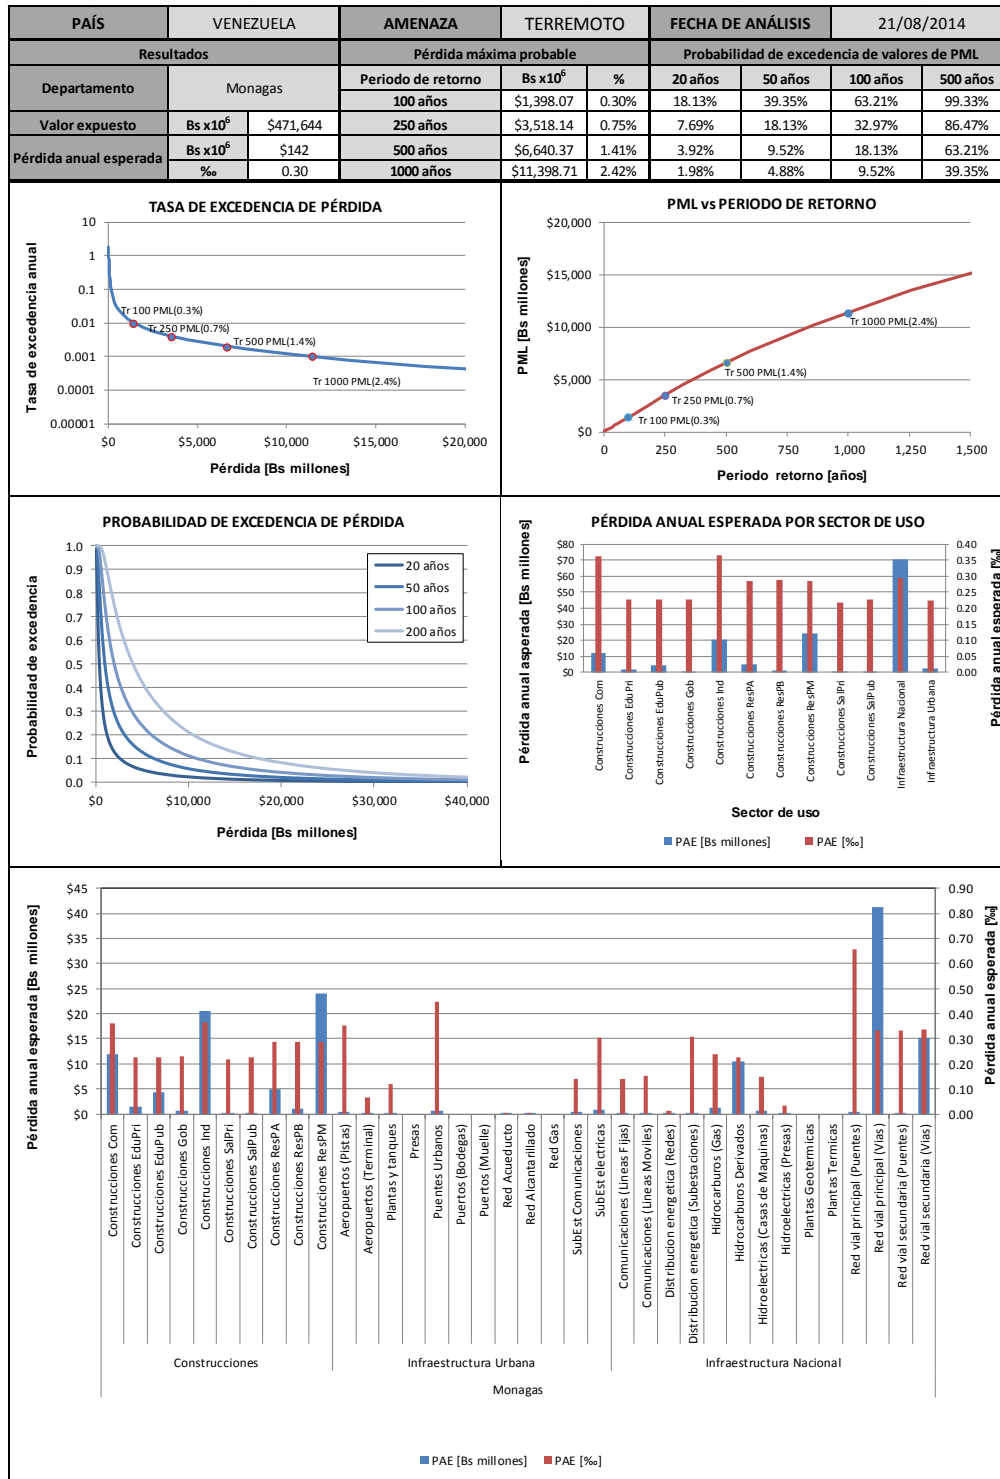 PAÍS VENEZUELA AMENAZA TERREMOTO FECHA DE ANÁLISIS 21/08/2014
Resultados Pérdida máxima probable Probabilidad de excedencia de valores de PML
Departamento Monagas Periodo de retorno Bs x10⁶ % 20 años 50 años 100 años 500 años
100 años $1,398.07 0.30% 18.13% 39.35% 63.21% 99.33%
Valor expuesto Bs x10⁶ $471,644 250 años $3,518.14 0.75% 7.69% 18.13% 32.97% 86.47%
Pérdida anual esperada Bs x10⁶ $142 500 años $6,640.37 1.41% 3.92% 9.52% 18.13% 63.21%
‰ 0.30 1000 años $11,398.71 2.42% 1.98% 4.88% 9.52% 39.35%
TASA DE EXCEDENCIA DE PÉRDIDA
Tasa de excedencia anual
10
1
0.1
0.01
0.001
0.0001
0.00001
Tr 100 PML(0.3%)
Tr 250 PML(0.7%)
Tr 500 PML(1.4%)
Tr 1000 PML(2.4%)
$0 $5,000 $10,000 $15,000 $20,000
Pérdida [Bs millones]
PML vs PERIODO DE RETORNO
PML [Bs millones]
$20,000
$15,000
$10,000
$5,000
$0
Tr 1000 PML(2.4%)
Tr 500 PML(1.4%)
Tr 250 PML(0.7%)
Tr 100 PML(0.3%)
0 250 500 750 1,000 1,250 1,500
Periodo retorno [años]
PROBABILIDAD DE EXCEDENCIA DE PÉRDIDA
Probabilidad de excedencia
1.0
0.9
0.8
0.7
0.6
0.5
0.4
0.3
0.2
0.1
0.0
20 años
50 años
100 años
200 años
$0 $10,000 $20,000 $30,000 $40,000
Pérdida [Bs millones]
PÉRDIDA ANUAL ESPERADA POR SECTOR DE USO
Pérdida anual asperada [Bs millones]
$80
$70
$60
$50
$40
$30
$20
$10
$0
0.40
0.35
0.30
0.25
0.20
0.15
0.10
0.05
0.00
Pérdida anual esperada [‰]
Construcciones Com
Construcciones EduPri
Construcciones EduPub
Construcciones Gob
Construcciones Ind
Construcciones ResPA
Construcciones ResPB
Construcciones ResPM
Construcciones SalPri
Construcciones SalPub
Infraestructura Nacional
Infraestructura Urbana
Sector de uso
PAE [Bs millones] PAE [‰]
Pérdida anual esperada [Bs millones]
$45
$40
$35
$30
$25
$20
$15
$10
$5
$0
0.90
0.80
0.70
0.60
0.50
0.40
0.30
0.20
0.10
0.00
Pérdida anual esperada [‰]
Construcciones Com
Construcciones EduPri
Construcciones EduPub
Construcciones Gob
Construcciones Ind
Construcciones SalPri
Construcciones SalPub
Construcciones ResPA
Construcciones ResPB
Construcciones ResPM
Aeropuertos (Pistas)
Aeropuertos (Terminal)
Plantas y tanques
Presas
Puentes Urbanos
Puertos (Bodegas)
Puertos (Muelle)
Red Acueducto
Red Alcantarillado
Red Gas
SubEst Comunicaciones
SubEst electricas
Comunicaciones (Lineas Fijas)
Comunicaciones (Lineas Moviles)
Distribucion energetica (Redes)
Distribucion energetica (Subestaciones)
Hidrocarburos (Gas)
Hidrocarburos Derivados
Hidroelectricas (Casas de Maquinas)
Hidroelectricas (Presas)
Plantas Geotermicas
Plantas Termicas
Red vial principal (Puentes)
Red vial principal (Vias)
Red vial secundaria (Puentes)
Red vial secundaria (Vias)
Construcciones Infraestructura Urbana Infraestructura Nacional
Monagas
PAE [Bs millones] PAE [‰]